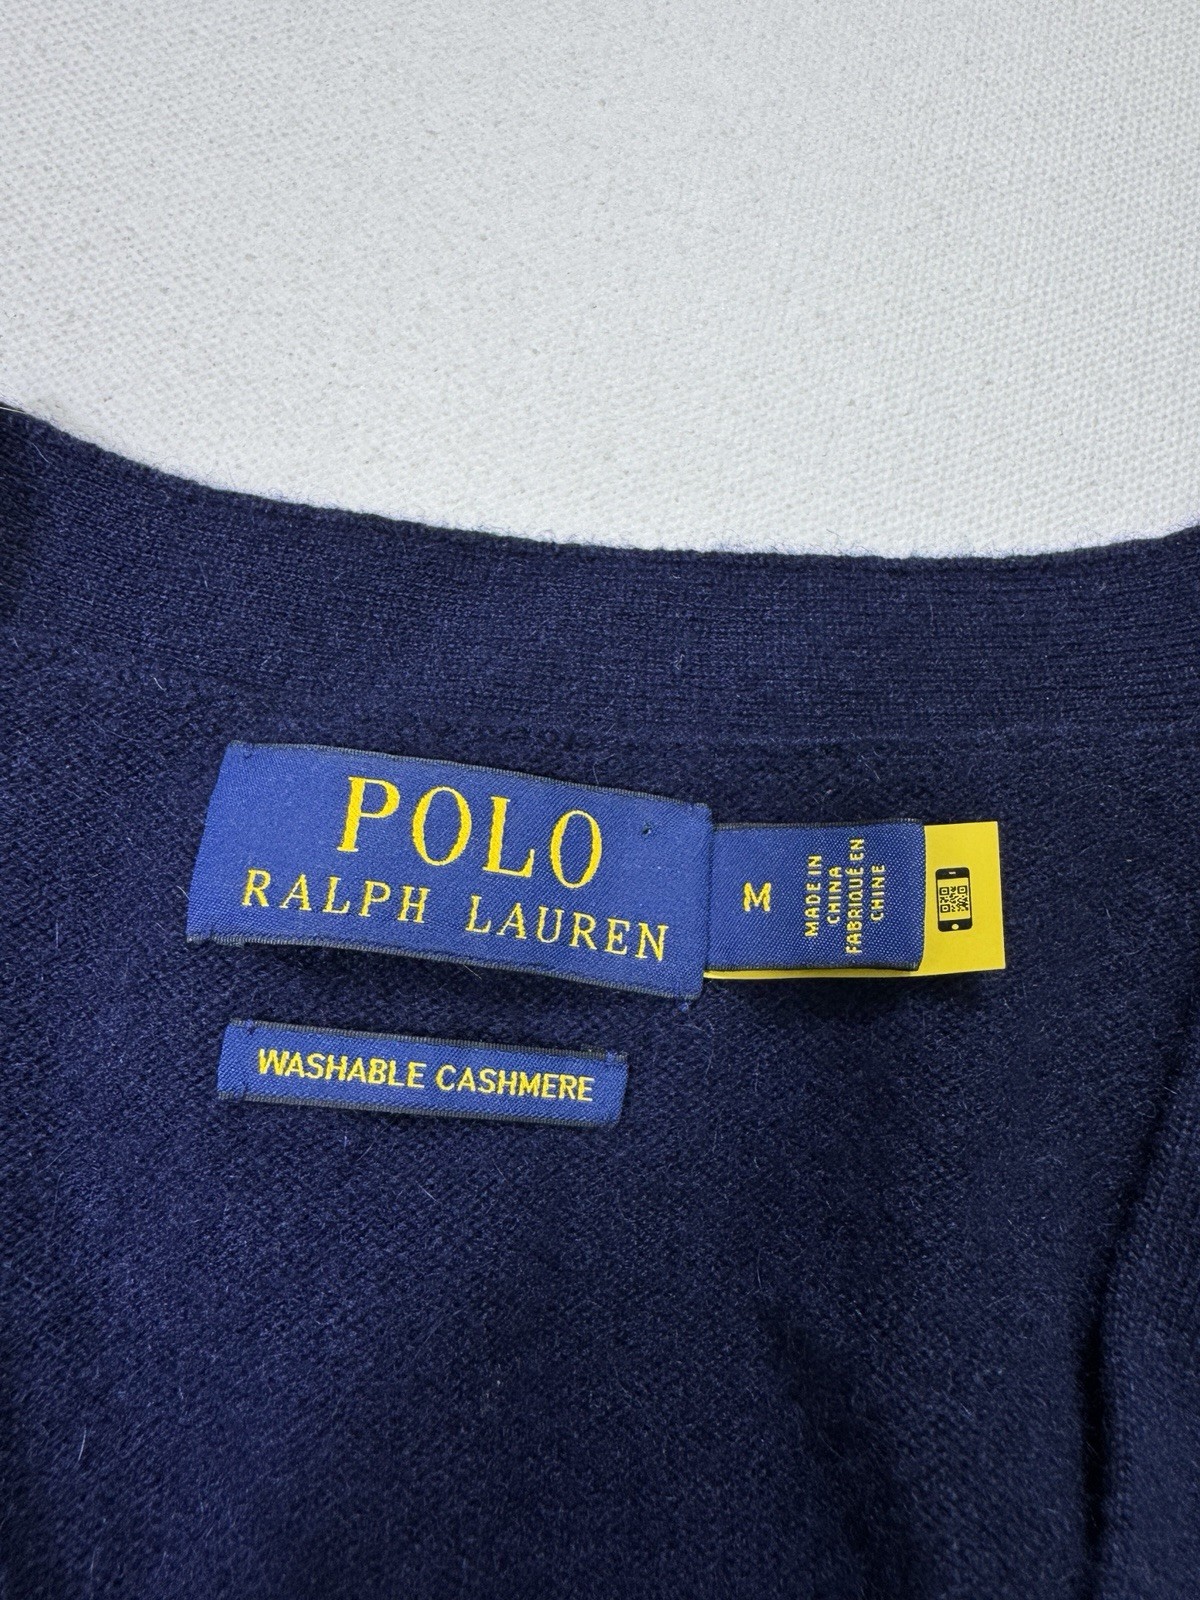 POLO
RALPH LAUREN
M
MADE IN
CHINA
FABRIQUÉ EN
CHINE
WASHABLE CASHMERE